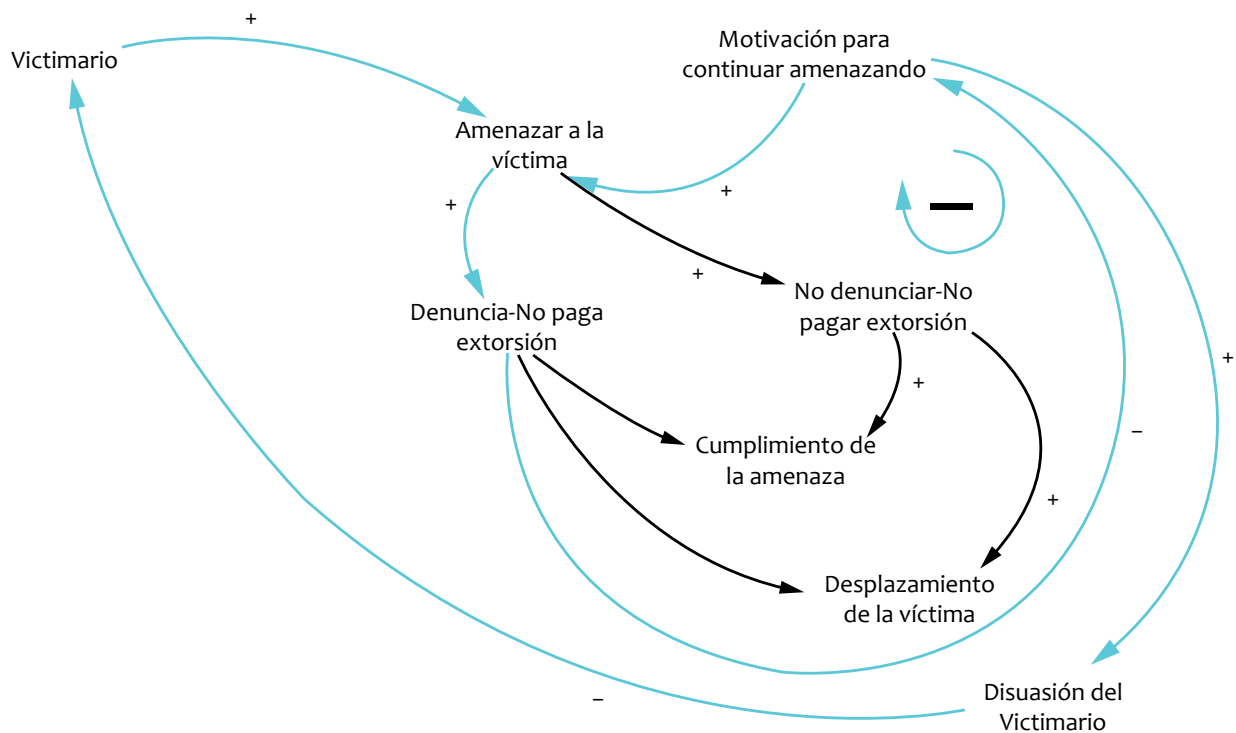 +
Victimario
Motivación para
continuar amenazando
Amenazar a la
víctima
+
+
+
No denunciar-No
pagar extorsión
Denuncia-No paga
extorsión
+
+
–
Cumplimiento de
la amenaza
+
Desplazamiento
de la víctima
–
Disuasión del
Victimario